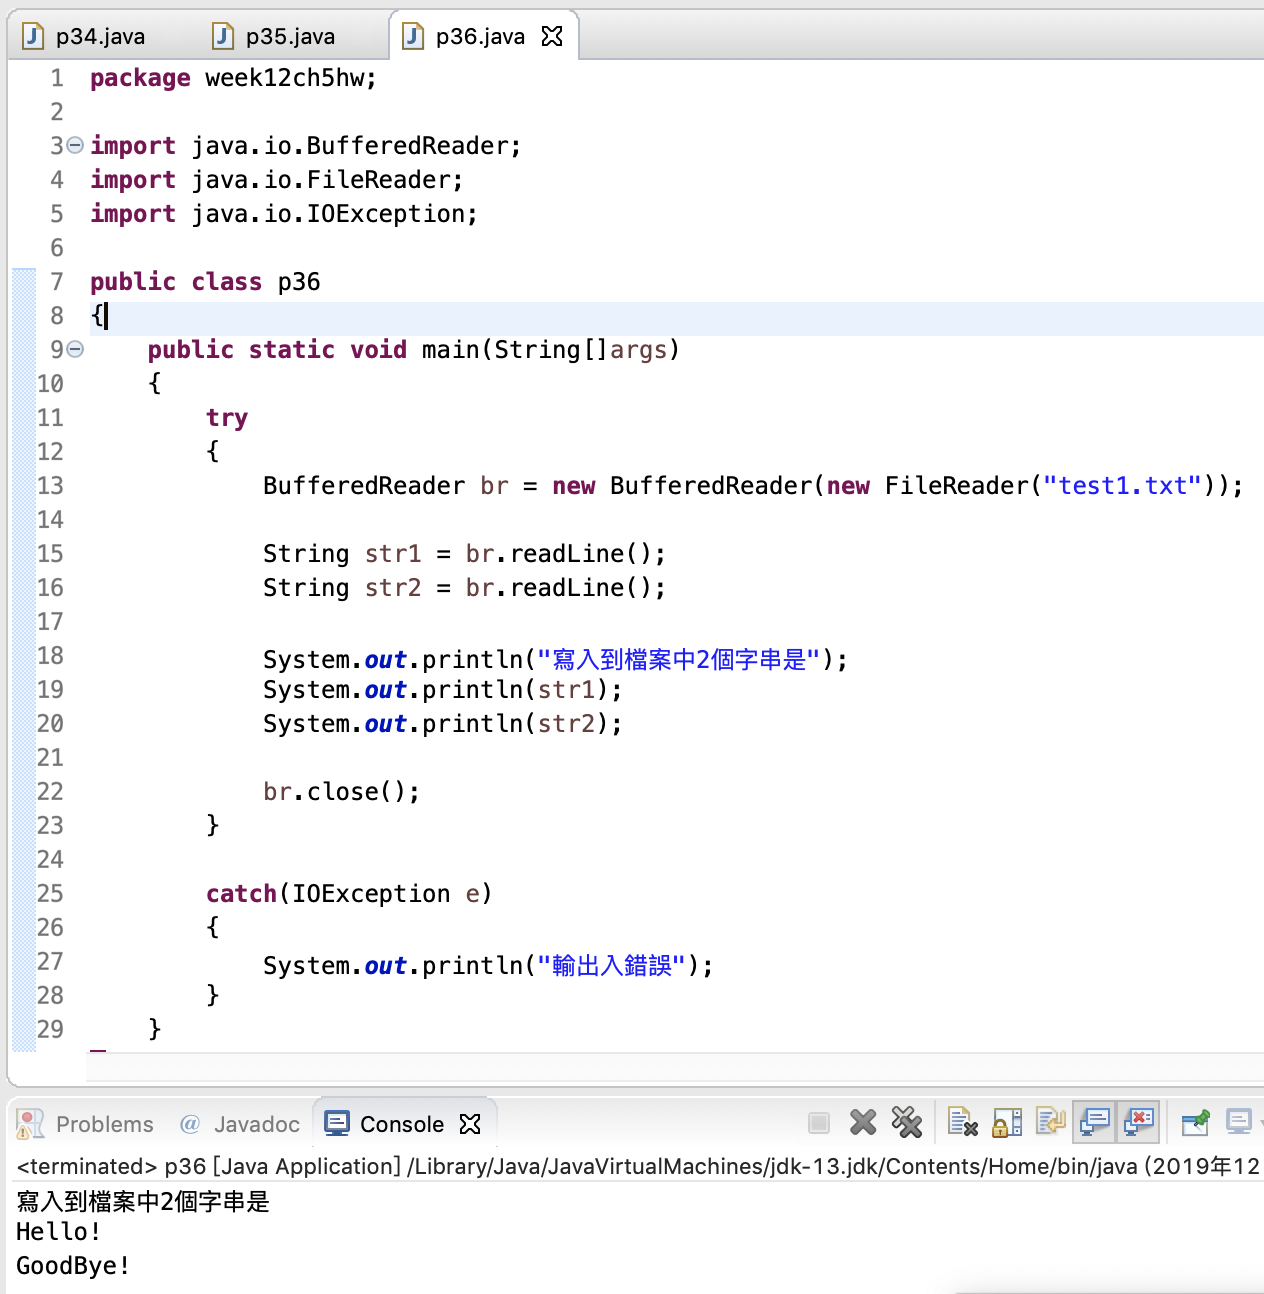 p34.java p35.java p36.java
1 package week12ch5hw;
2
3 import java.io.BufferedReader;
4 import java.io.FileReader;
5 import java.io.IOException;
6
7 public class p36
8 {
9     public static void main(String[]args)
10     {
11         try
12         {
13             BufferedReader br = new BufferedReader(new FileReader("test1.txt"));
14
15             String str1 = br.readLine();
16             String str2 = br.readLine();
17
18             System.out.println("寫入到檔案中2個字串是");
19             System.out.println(str1);
20             System.out.println(str2);
21
22             br.close();
23         }
24
25         catch(IOException e)
26         {
27             System.out.println("輸出入錯誤");
28         }
29     }
Problems @ Javadoc Console
<terminated> p36 [Java Application] /Library/Java/JavaVirtualMachines/jdk-13.jdk/Contents/Home/bin/java (2019年12
寫入到檔案中2個字串是
Hello!
GoodBye!